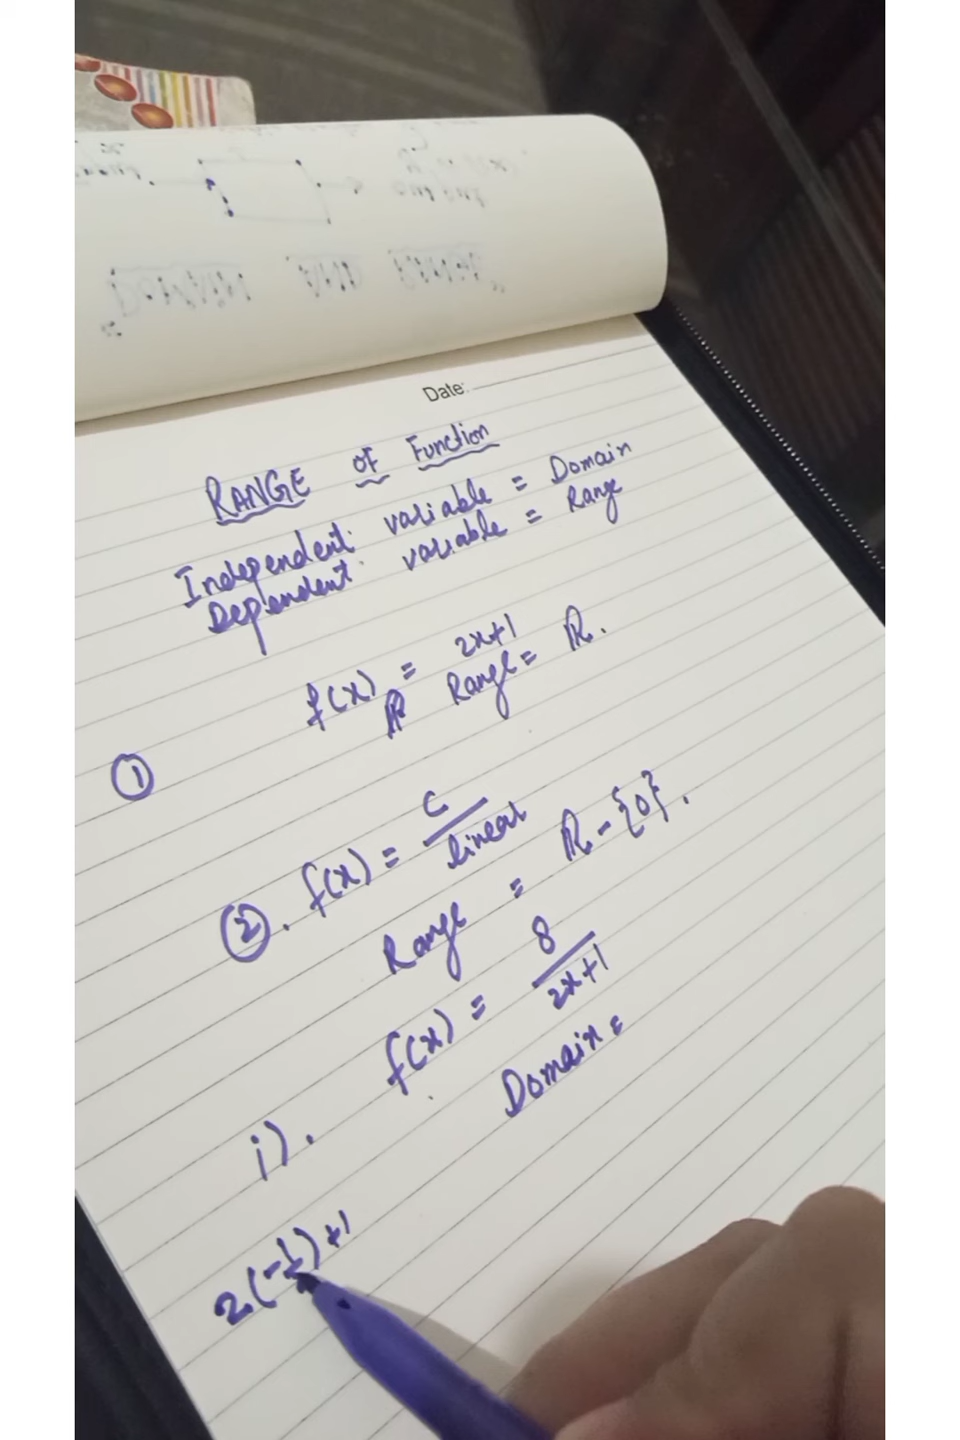 Date:
RANGE OF Function
Independent variable = Domain
Dependent variable = Range
f(x) = 2x+1
R Range = R.
①
②. f(x) = C/linear
Range = R-{0}.
f(x) = 8/2x+1
i).
Domain =
2(-1/2)+1